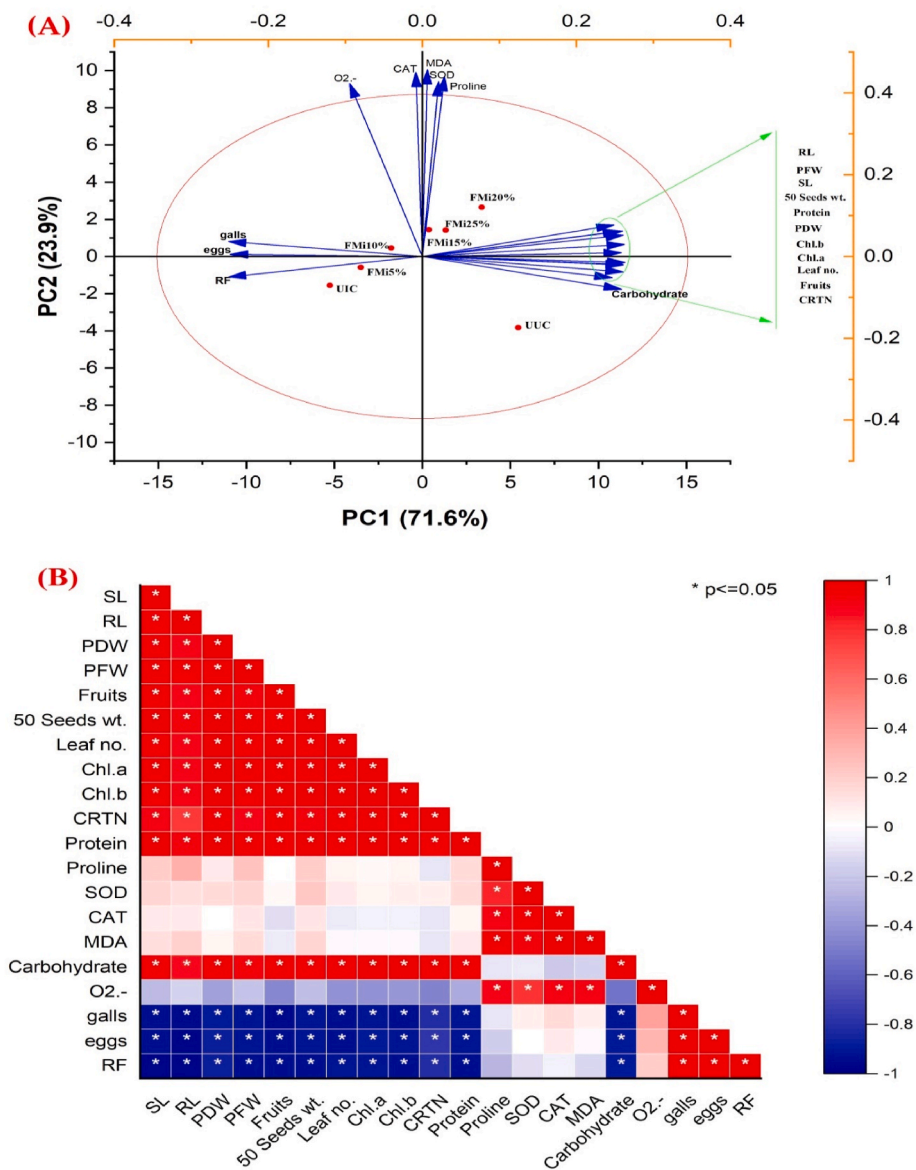 (A)
-0.4 -0.2 0.0 0.2 0.4
10
8
6
4
2
0
-2
-4
-6
-8
-10
PC2 (23.9%)
O2.-
CAT
MDA
SOD
Proline
galls
eggs
RF
FMi20%
FMi25%
FMi15%
FMi10%
FMi5%
UIC
UUC
Carbohydrate
RL
PFW
SL
50 Seeds wt.
Protein
PDW
Chl.b
Chl.a
Leaf no.
Fruits
CRTN
0.4
0.2
0.0
-0.2
-0.4
-15 -10 -5 0 5 10 15
PC1 (71.6%)
(B)
* p<=0.05
SL
RL
PDW
PFW
Fruits
50 Seeds wt.
Leaf no.
Chl.a
Chl.b
CRTN
Protein
Proline
SOD
CAT
MDA
Carbohydrate
O2.-
galls
eggs
RF
SL
RL
PDW
PFW
Fruits
50 Seeds wt.
Leaf no.
Chl.a
Chl.b
CRTN
Protein
Proline
SOD
CAT
MDA
Carbohydrate
O2.-
galls
eggs
RF
1
0.8
0.6
0.4
0.2
0
-0.2
-0.4
-0.6
-0.8
-1